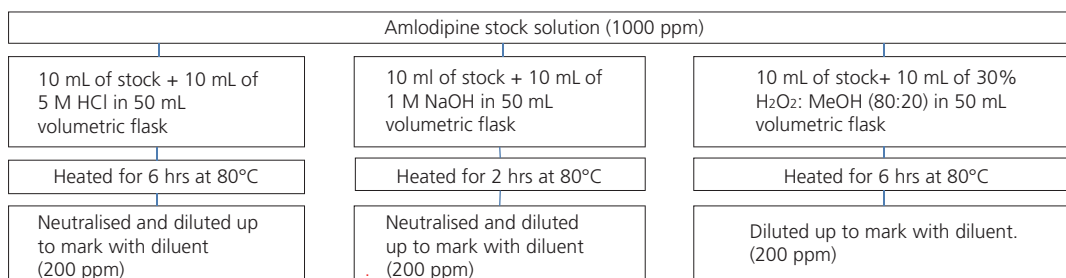 Amlodipine stock solution (1000 ppm)
10 mL of stock + 10 mL of
5 M HCl in 50 mL
volumetric flask
10 ml of stock + 10 mL of
1 M NaOH in 50 mL
volumetric flask
10 mL of stock+ 10 mL of 30%
H2O2: MeOH (80:20) in 50 mL
volumetric flask
Heated for 6 hrs at 80°C
Heated for 2 hrs at 80°C
Heated for 6 hrs at 80°C
Neutralised and diluted up
to mark with diluent
(200 ppm)
Neutralised and diluted
up to mark with diluent
(200 ppm)
Diluted up to mark with diluent.
(200 ppm)